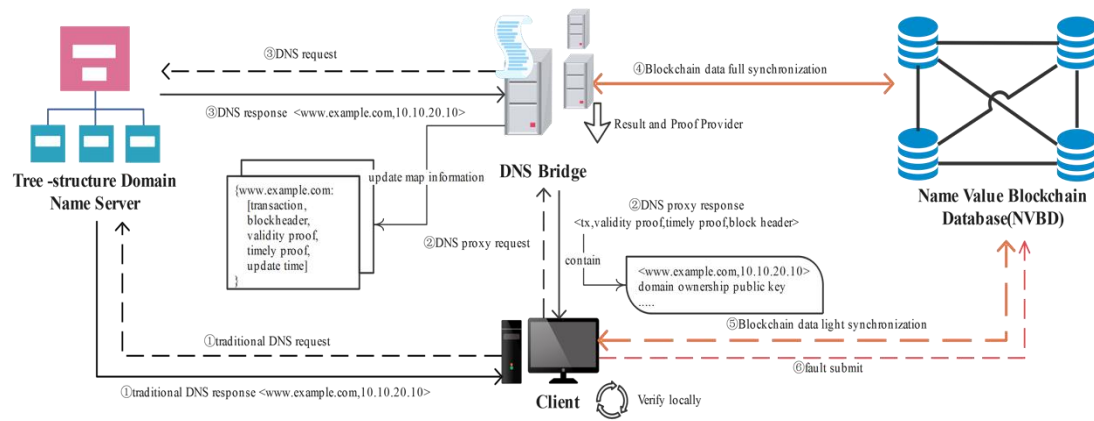 ③DNS request
④Blockchain data full synchronization
③DNS response <www.example.com,10.10.20.10>
Result and Proof Provider
Tree -structure Domain
Name Server
DNS Bridge
Name Value Blockchain
Database(NVBD)
update map information
{www.example.com:
[transaction,
blockheader,
validity proof,
timely proof,
update time]
}
②DNS proxy request
②DNS proxy response
<tx,validity proof,timely proof,block header>
contain
<www.example.com,10.10.20.10>
domain ownership public key
.....
⑤Blockchain data light synchronization
①traditional DNS request
⑥fault submit
①traditional DNS response <www.example.com,10.10.20.10>
Client
Verify locally